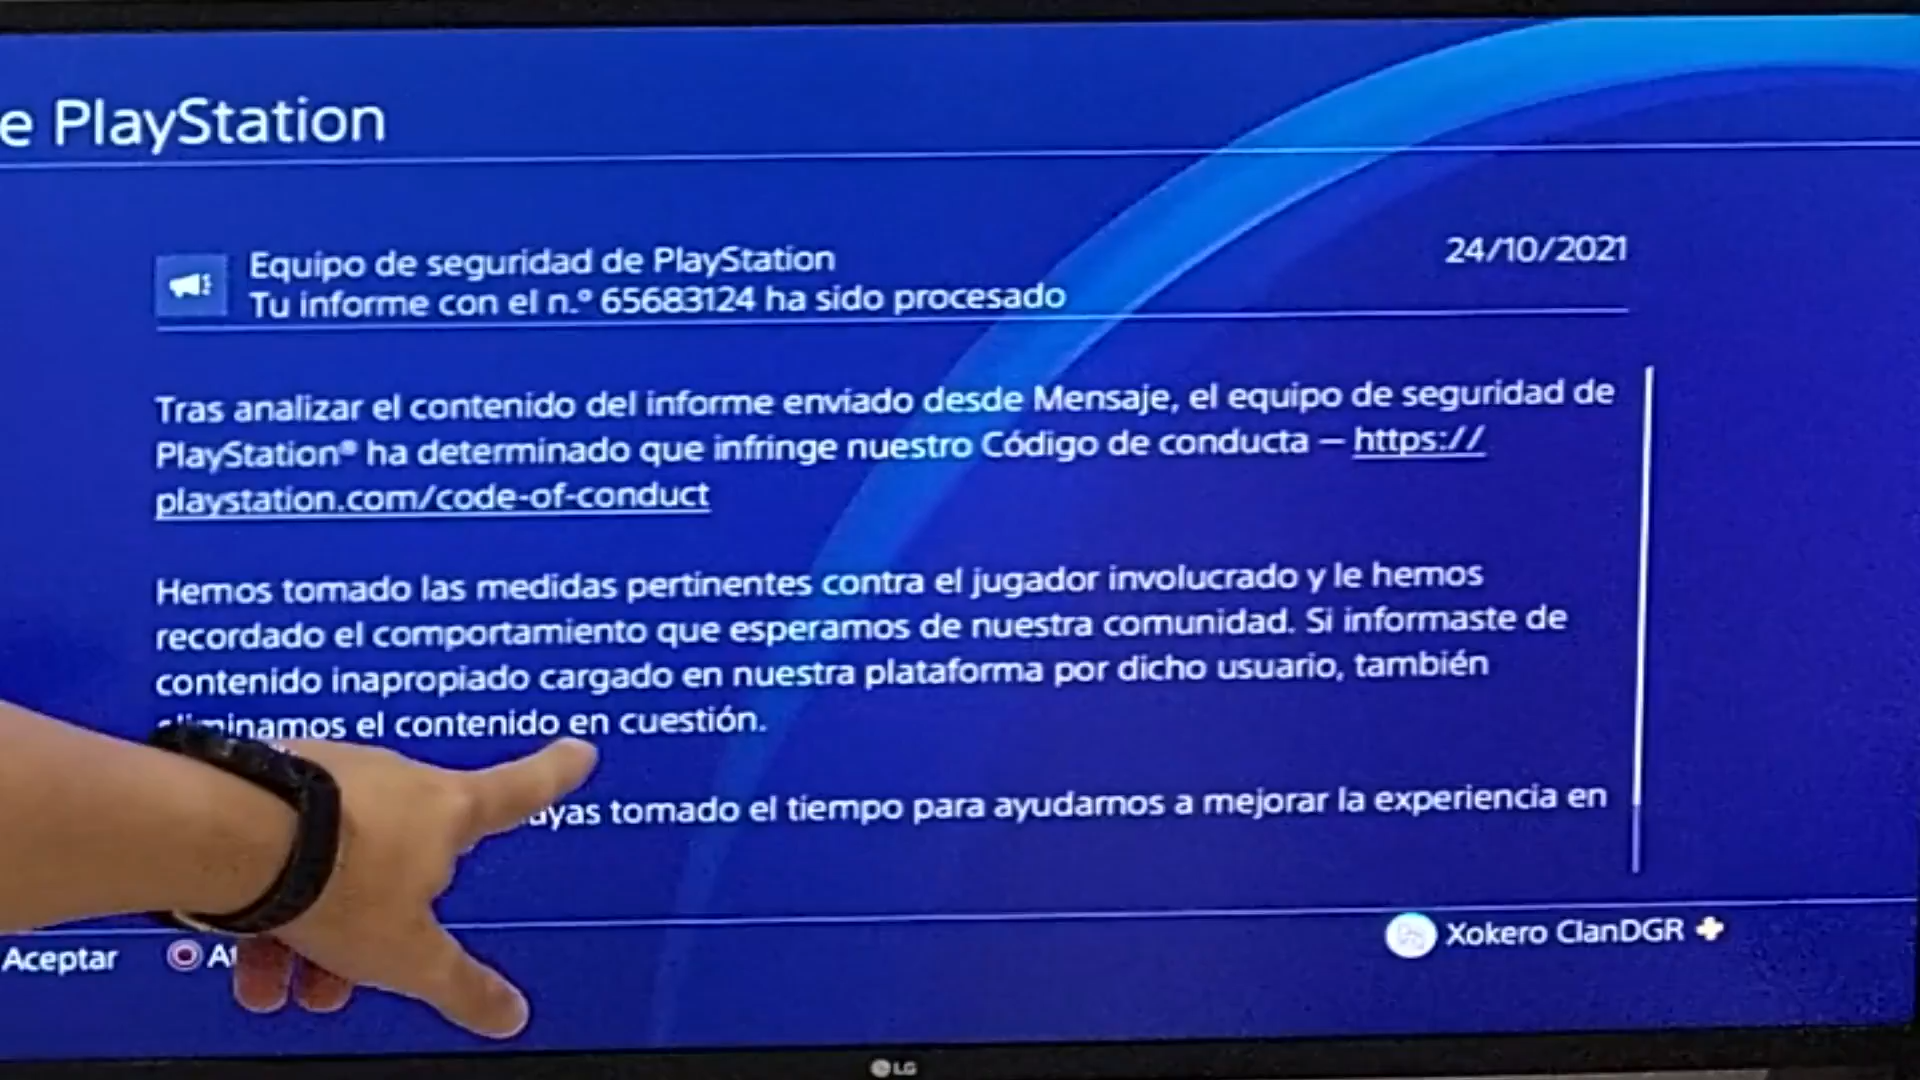 e PlayStation
Equipo de seguridad de PlayStation
24/10/2021
Tu informe con el n.º 65683124 ha sido procesado
Tras analizar el contenido del informe enviado desde Mensaje, el equipo de seguridad de
PlayStation® ha determinado que infringe nuestro Código de conducta — https://
playstation.com/code-of-conduct
Hemos tomado las medidas pertinentes contra el jugador involucrado y le hemos
recordado el comportamiento que esperamos de nuestra comunidad. Si informaste de
contenido inapropiado cargado en nuestra plataforma por dicho usuario, también
eliminamos el contenido en cuestión.
tomado el tiempo para ayudarnos a mejorar la experiencia en
Aceptar
Xokero ClanDGR
LG